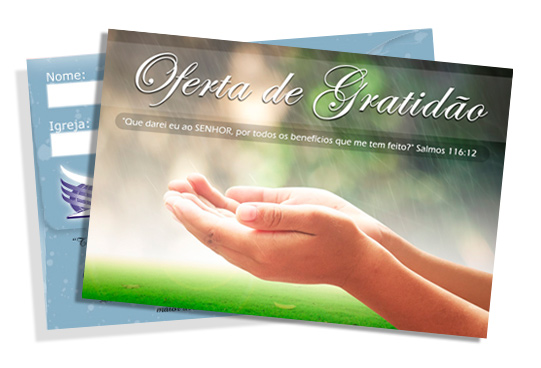 Oferta de Gratidão
"Que darei eu ao SENHOR, por todos os benefícios que me tem feito?" Salmos 116:12
Nome:
Igreja: